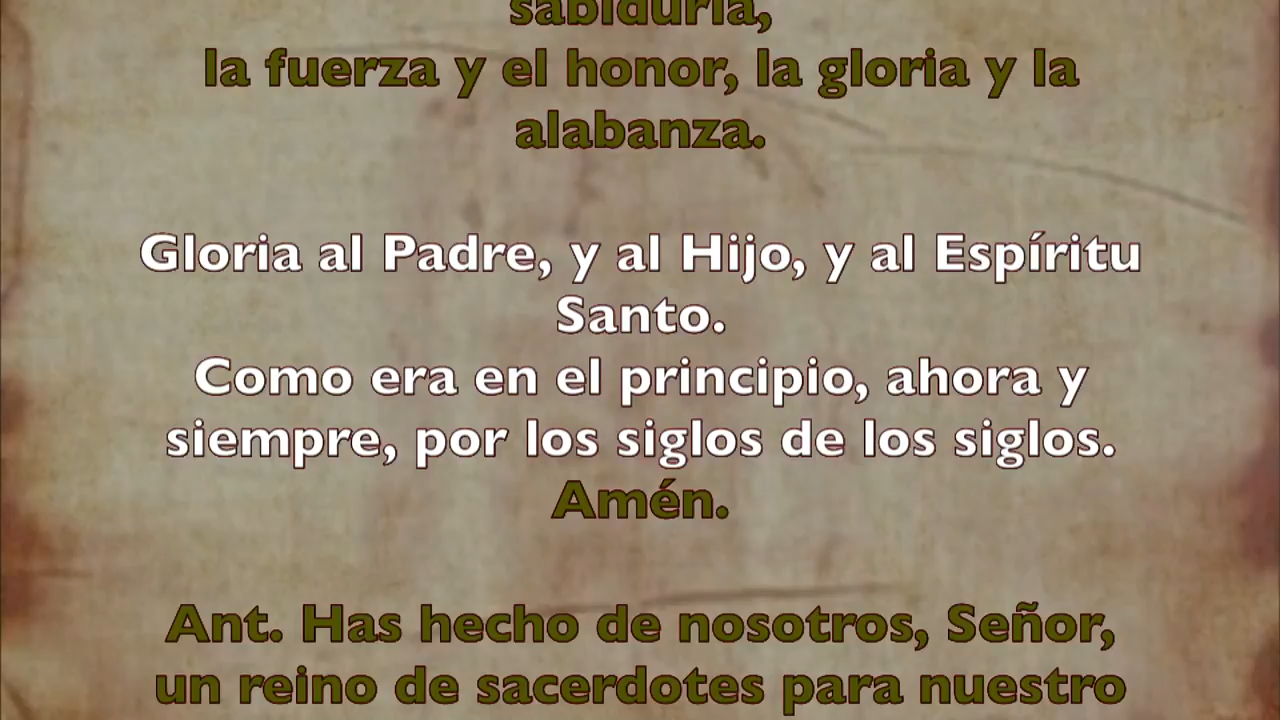 sabiduría,
la fuerza y el honor, la gloria y la
alabanza.
Gloria al Padre, y al Hijo, y al Espíritu
Santo.
Como era en el principio, ahora y
siempre, por los siglos de los siglos.
Amén.
Ant. Has hecho de nosotros, Señor,
un reino de sacerdotes para nuestro